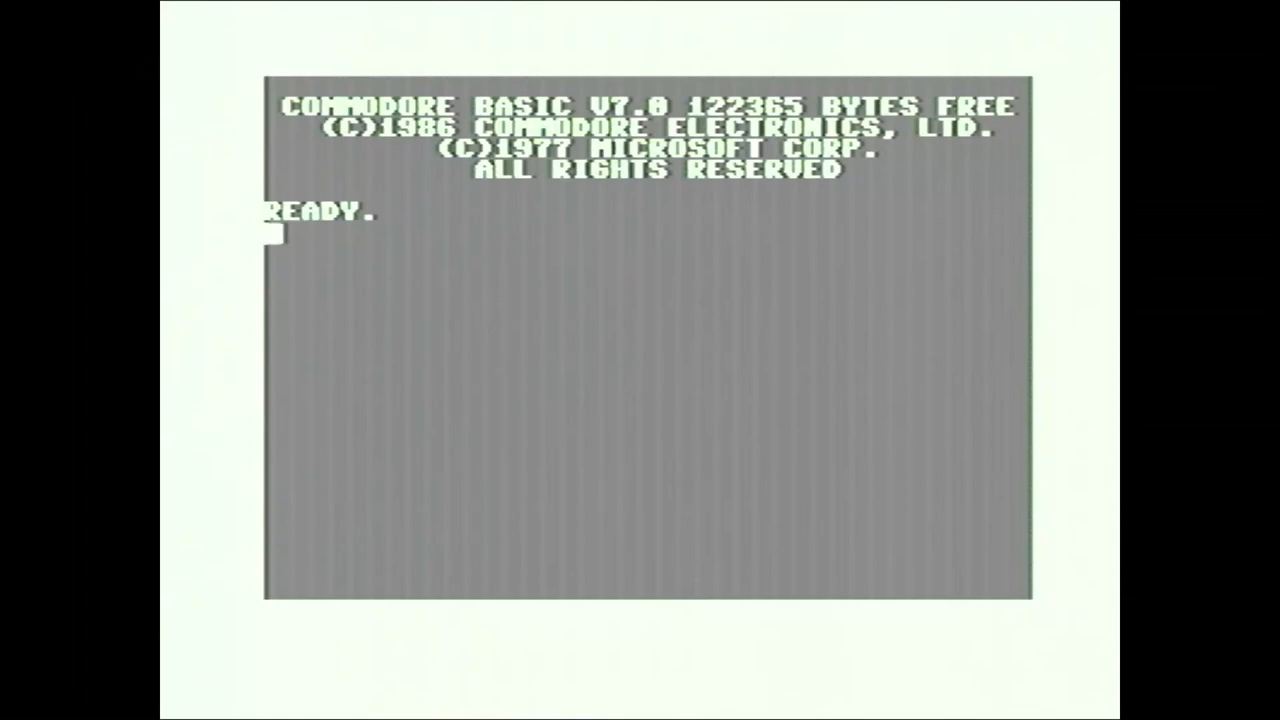 COMMODORE BASIC V7.0 122365 BYTES FREE
(C)1986 COMMODORE ELECTRONICS, LTD.
(C)1977 MICROSOFT CORP.
ALL RIGHTS RESERVED
READY.